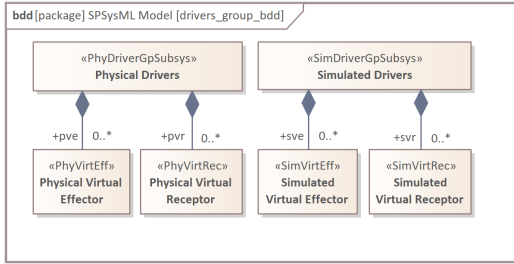 bdd [package] SPSysML Model [drivers_group_bdd]
«PhyDriverGpSubsys»
Physical Drivers
«SimDriverGpSubsys»
Simulated Drivers
+pve 0..* +pvr 0..* +sve 0..* +svr 0..*
«PhyVirtEff»
Physical Virtual
Effector
«PhyVirtRec»
Physical Virtual
Receptor
«SimVirtEff»
Simulated
Virtual Effector
«SimVirtRec»
Simulated
Virtual Receptor